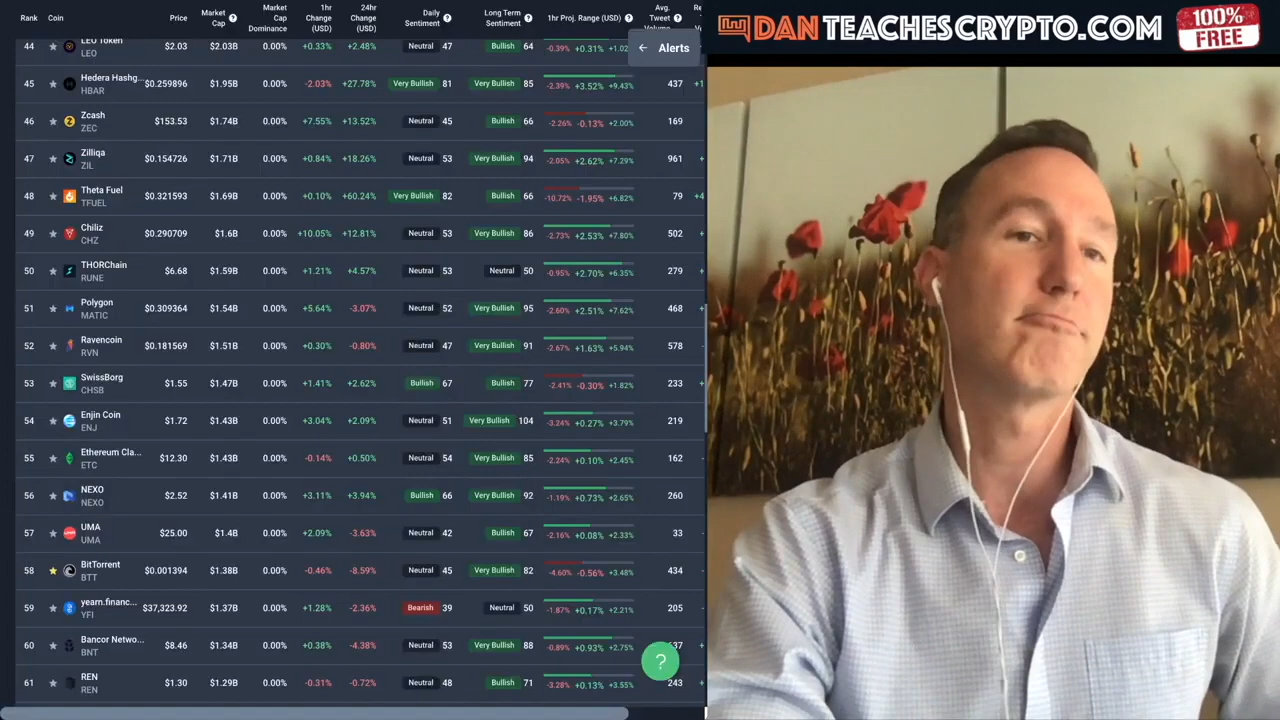 Rank Coin Price Market Cap Market Cap Dominance 1hr Change (USD) 24hr Change (USD) Daily Sentiment Long Term Sentiment 1hr Proj. Range (USD) Avg. Tweet Volume
44 LEO Token LEO $2.03 $2.03B 0.00% +0.33% +2.48% Neutral 47 Bullish 64 -0.39% +0.31%
← Alerts
45 Hedera Hashg... HBAR $0.259896 $1.95B 0.00% -2.03% +27.78% Very Bullish 81 Very Bullish 85 -2.39% +3.52% +9.43% 437
46 Zcash ZEC $153.53 $1.74B 0.00% +7.55% +13.52% Neutral 45 Bullish 66 -2.26% -0.13% +2.00% 169
47 Zilliqa ZIL $0.154726 $1.71B 0.00% +0.84% +18.26% Neutral 53 Very Bullish 94 -2.05% +2.62% +7.29% 961
48 Theta Fuel TFUEL $0.321593 $1.69B 0.00% +0.10% +60.24% Very Bullish 82 Bullish 66 -10.72% -1.95% +6.82% 79
49 Chiliz CHZ $0.290709 $1.6B 0.00% +10.05% +12.81% Neutral 53 Very Bullish 86 -2.73% +2.53% +7.80% 502
50 THORChain RUNE $6.68 $1.59B 0.00% +1.21% +4.57% Neutral 53 Neutral 50 -0.95% +2.70% +6.35% 279
51 Polygon MATIC $0.309364 $1.54B 0.00% +5.64% -3.07% Neutral 52 Very Bullish 95 -2.60% +2.51% +7.62% 468
52 Ravencoin RVN $0.181569 $1.51B 0.00% +0.30% -0.80% Neutral 47 Very Bullish 91 -2.67% +1.63% +5.94% 578
53 SwissBorg CHSB $1.55 $1.47B 0.00% +1.41% +2.62% Bullish 67 Bullish 77 -2.41% -0.30% +1.82% 233
54 Enjin Coin ENJ $1.72 $1.43B 0.00% +3.04% +2.09% Neutral 51 Very Bullish 104 -3.24% +0.27% +3.79% 219
55 Ethereum Cla... ETC $12.30 $1.43B 0.00% -0.14% +0.50% Neutral 54 Very Bullish 85 -2.24% +0.10% +2.45% 162
56 NEXO NEXO $2.52 $1.41B 0.00% +3.11% +3.94% Bullish 66 Very Bullish 92 -1.19% +0.73% +2.65% 260
57 UMA UMA $25.00 $1.4B 0.00% +2.09% -3.63% Neutral 42 Bullish 67 -2.16% +0.08% +2.33% 33
58 BitTorrent BTT $0.001394 $1.38B 0.00% -0.46% -8.59% Neutral 45 Very Bullish 82 -4.60% -0.56% +3.48% 434
59 yearn.financ... YFI $37,323.92 $1.37B 0.00% +1.28% -2.36% Bearish 39 Neutral 50 -1.87% +0.17% +2.21% 205
60 Bancor Netwo... BNT $8.46 $1.34B 0.00% +0.38% -4.38% Neutral 53 Very Bullish 88 -0.89% +0.93% +2.75%
61 REN REN $1.30 $1.29B 0.00% -0.31% -0.72% Neutral 48 Bullish 71 -3.28% +0.13% +3.55% 243
?
DANTEACHESCRYPTO.COM
100% FREE